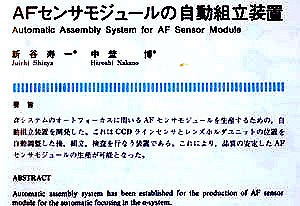 AFセンサモジュールの自動組立装置
Automatic Assembly System for AF Sensor Module
新谷 寿一* 中堂 博*
Juichi Shinya Hiroshi Nakano
要旨
αシステムのオートフォーカスに用いるAFセンサモジュールを生産するための,自
動組立装置を開発した。これはCCDラインセンサとレンズホルダユニットの位置を
自動調整した後,組立,検査を行なう装置である。これにより,品質の安定したAF
センサモジュールの生産が可能となった。
ABSTRACT
Automatic assembly system has been established for the production of AF sensor
module for the automatic focusing in the α-system.